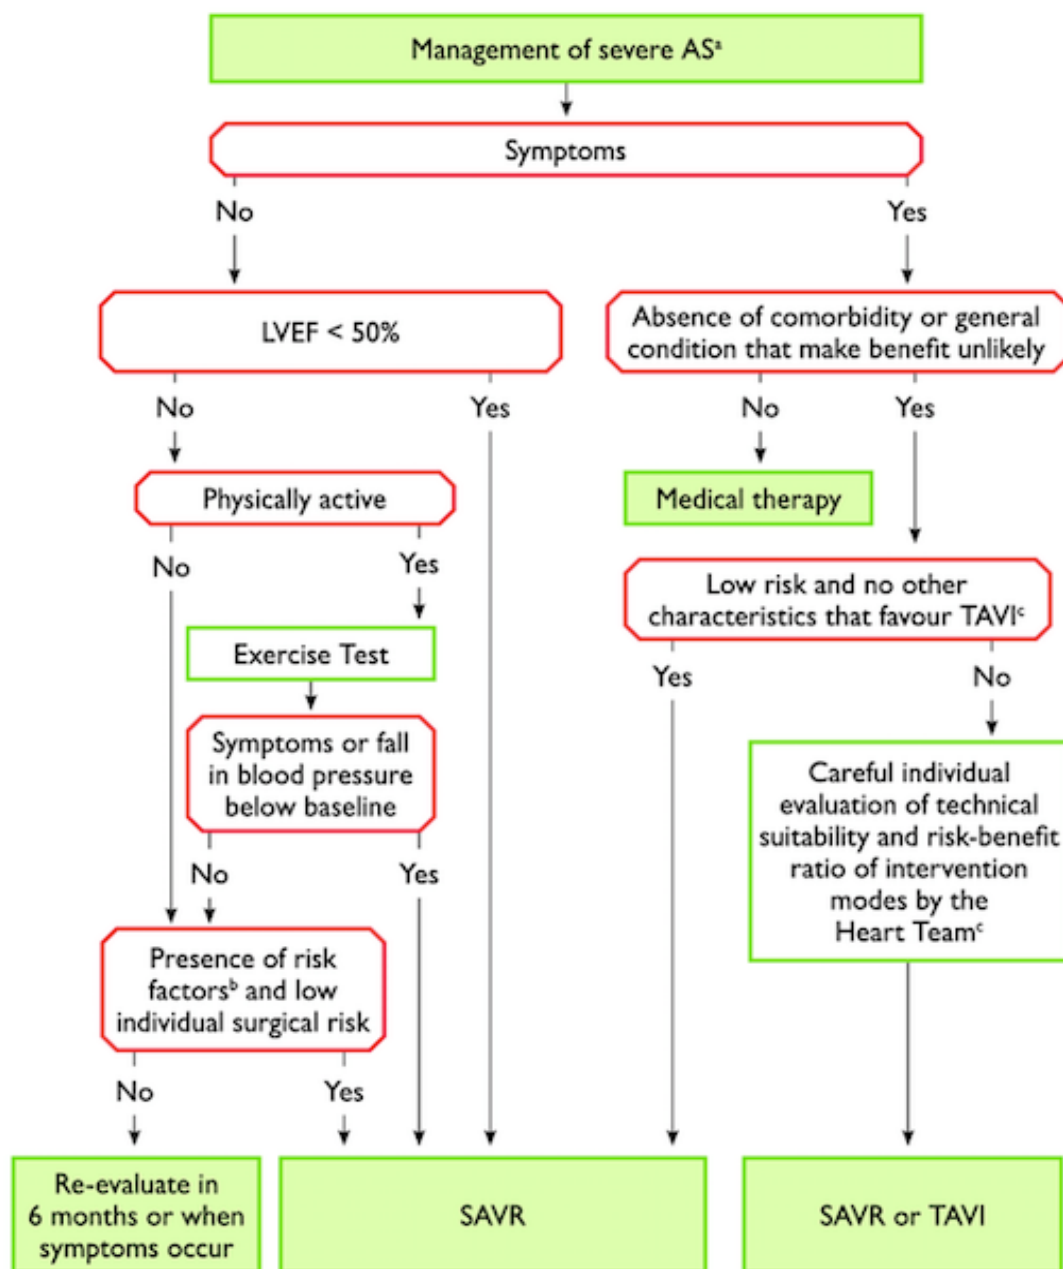 Management of severe ASᵃ
Symptoms
No
Yes
LVEF < 50%
Absence of comorbidity or general
condition that make benefit unlikely
No
Yes
No
Yes
Physically active
Medical therapy
No
Yes
Low risk and no other
characteristics that favour TAVIᶜ
Exercise Test
Yes
No
Symptoms or fall
in blood pressure
below baseline
Careful individual
evaluation of technical
suitability and risk-benefit
ratio of intervention
modes by the
Heart Teamᶜ
No
Yes
Presence of risk
factorsᵇ and low
individual surgical risk
No
Yes
Re-evaluate in
6 months or when
symptoms occur
SAVR
SAVR or TAVI